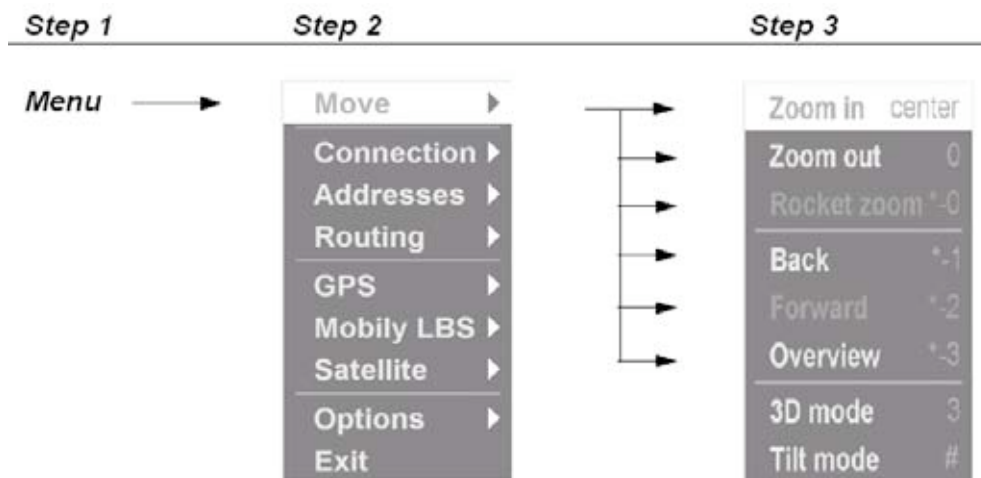 Step 1 Step 2 Step 3
Menu
Move
Connection
Addresses
Routing
GPS
Mobily LBS
Satellite
Options
Exit
Zoom in center
Zoom out 0
Rocket zoom *-0
Back *-1
Forward *-2
Overview *-3
3D mode 3
Tilt mode #